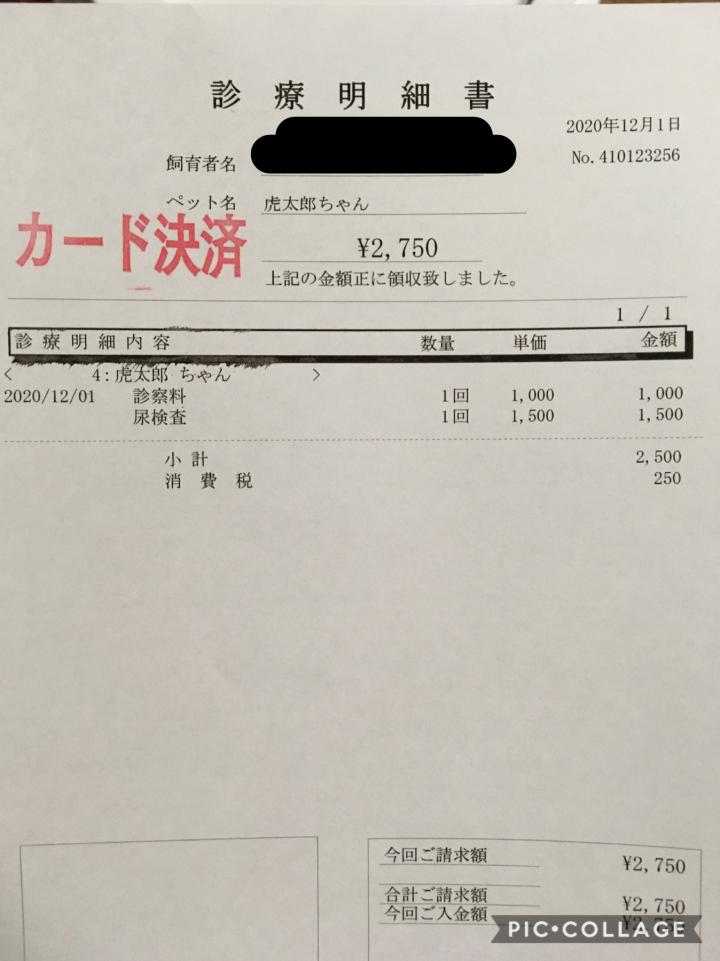 診療明細書
2020年12月1日
No.410123256
飼育者名
ペット名 虎太郎ちゃん
カード決済
¥2,750
上記の金額正に領収致しました。
1 / 1
診療明細内容 数量 単価 金額
< 4:虎太郎 ちゃん >
2020/12/01 診察料 1回 1,000 1,000
尿検査 1回 1,500 1,500
小計 2,500
消費税 250
今回ご請求額 ¥2,750
合計ご請求額 ¥2,750
今回ご入金額
PIC•COLLAGE